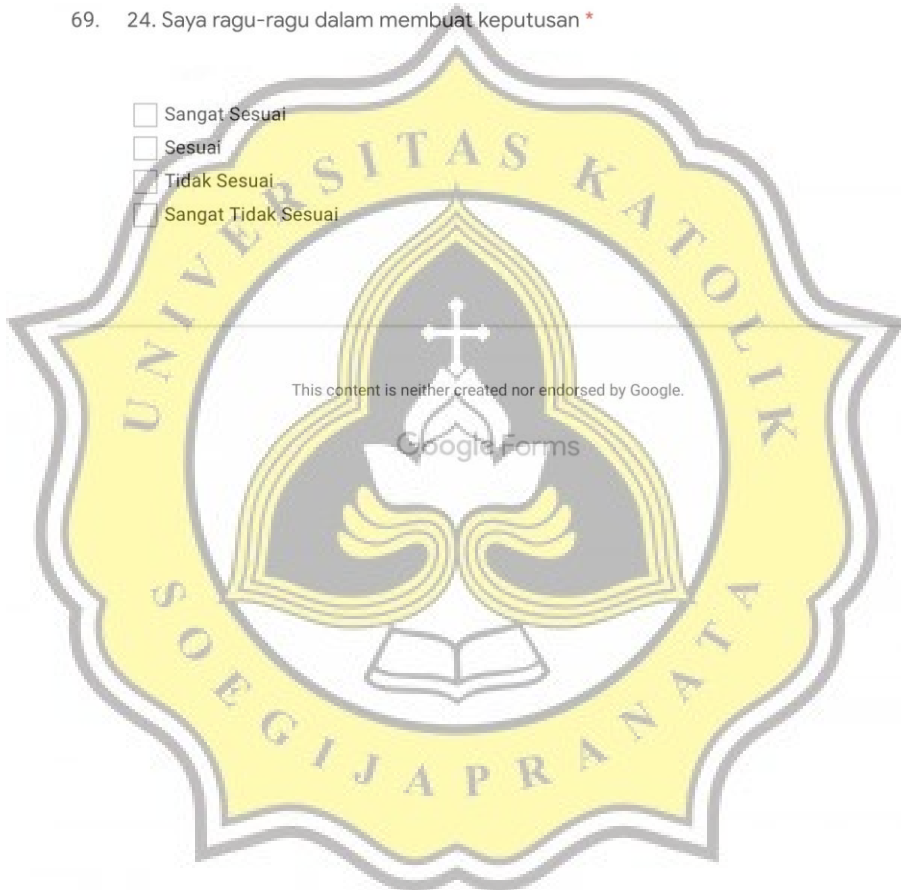 69. 24. Saya ragu-ragu dalam membuat keputusan *
Sangat Sesuai
Sesuai
Tidak Sesuai
Sangat Tidak Sesuai
UNIVERSITAS KATOLIK
This content is neither created nor endorsed by Google.
Google Forms
SOEGIJAPRANATA